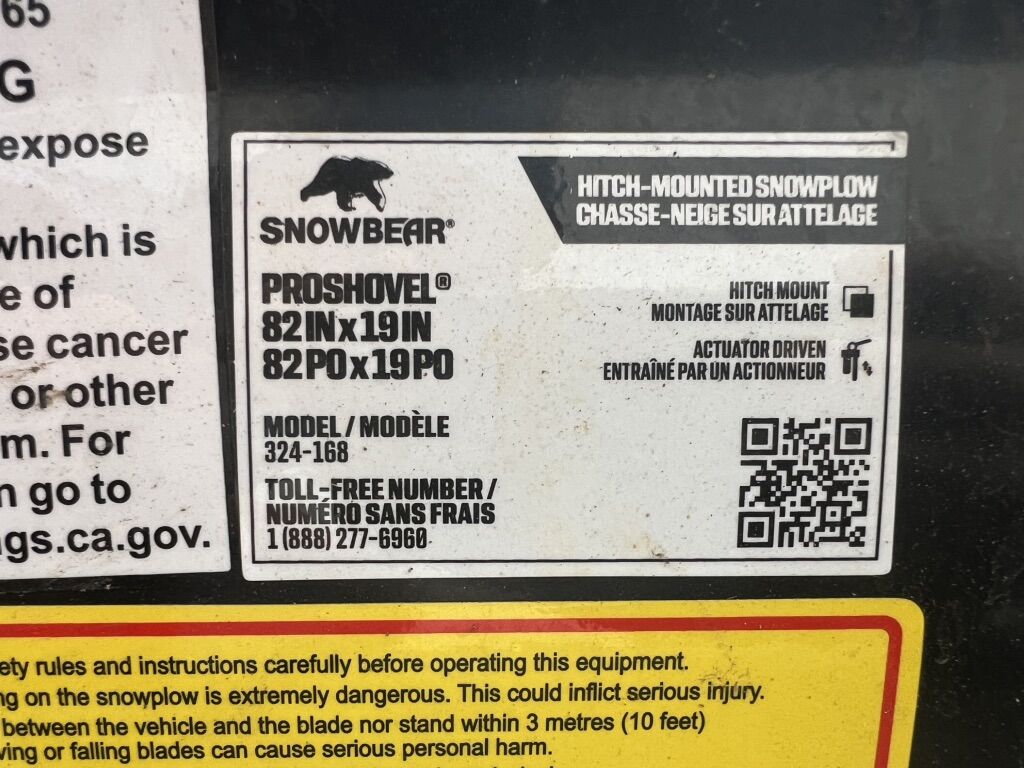 65
G
expose
which is
e of
se cancer
or other
m. For
n go to
gs.ca.gov.
SNOWBEAR®
HITCH-MOUNTED SNOWPLOW
CHASSE-NEIGE SUR ATTELAGE
PROSHOVEL®
82 IN x 19 IN
82 PO x 19 PO
HITCH MOUNT
MONTAGE SUR ATTELAGE
ACTUATOR DRIVEN
ENTRAÎNÉ PAR UN ACTIONNEUR
MODEL / MODÈLE
324-168
TOLL-FREE NUMBER /
NUMÉRO SANS FRAIS
1 (888) 277-6960
ety rules and instructions carefully before operating this equipment.
ng on the snowplow is extremely dangerous. This could inflict serious injury.
between the vehicle and the blade nor stand within 3 metres (10 feet)
ving or falling blades can cause serious personal harm.